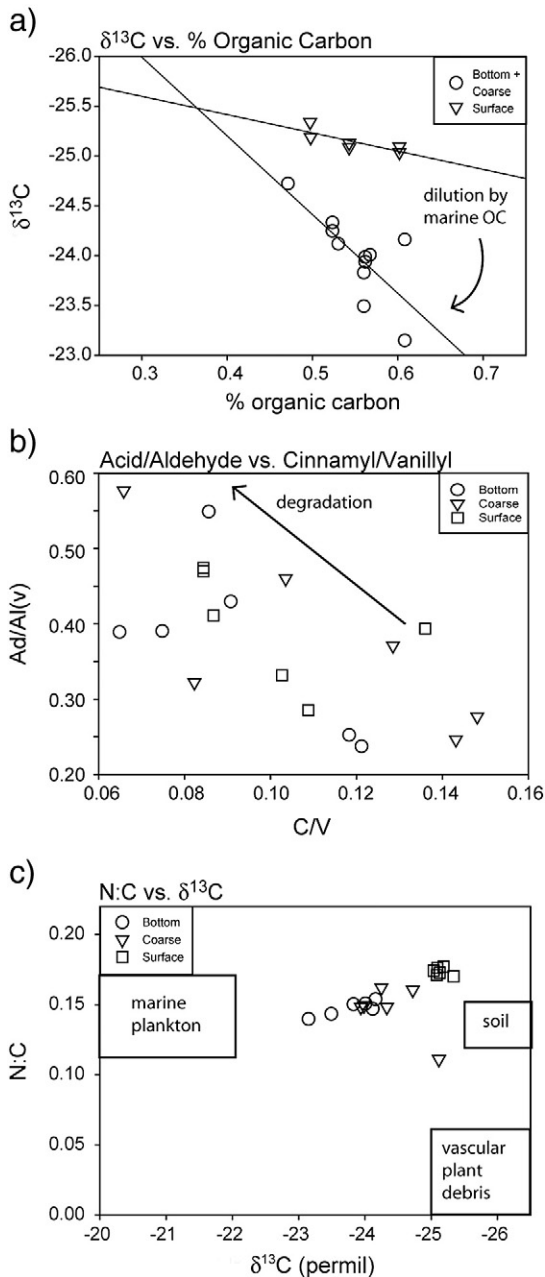 a)
δ13C vs. % Organic Carbon
-26.0
-25.5
-25.0
-24.5
-24.0
-23.5
-23.0
δ13C
Bottom +
Coarse
Surface
dilution by
marine OC
0.3 0.4 0.5 0.6 0.7
% organic carbon
b)
Acid/Aldehyde vs. Cinnamyl/Vanillyl
0.60
0.50
0.40
0.30
0.20
Ad/Al(v)
degradation
Bottom
Coarse
Surface
0.06 0.08 0.10 0.12 0.14 0.16
C/V
c)
N:C vs. δ13C
0.20
0.15
0.10
0.05
0.00
N:C
Bottom
Coarse
Surface
marine
plankton
soil
vascular
plant
debris
-20 -21 -22 -23 -24 -25 -26
δ13C (permil)